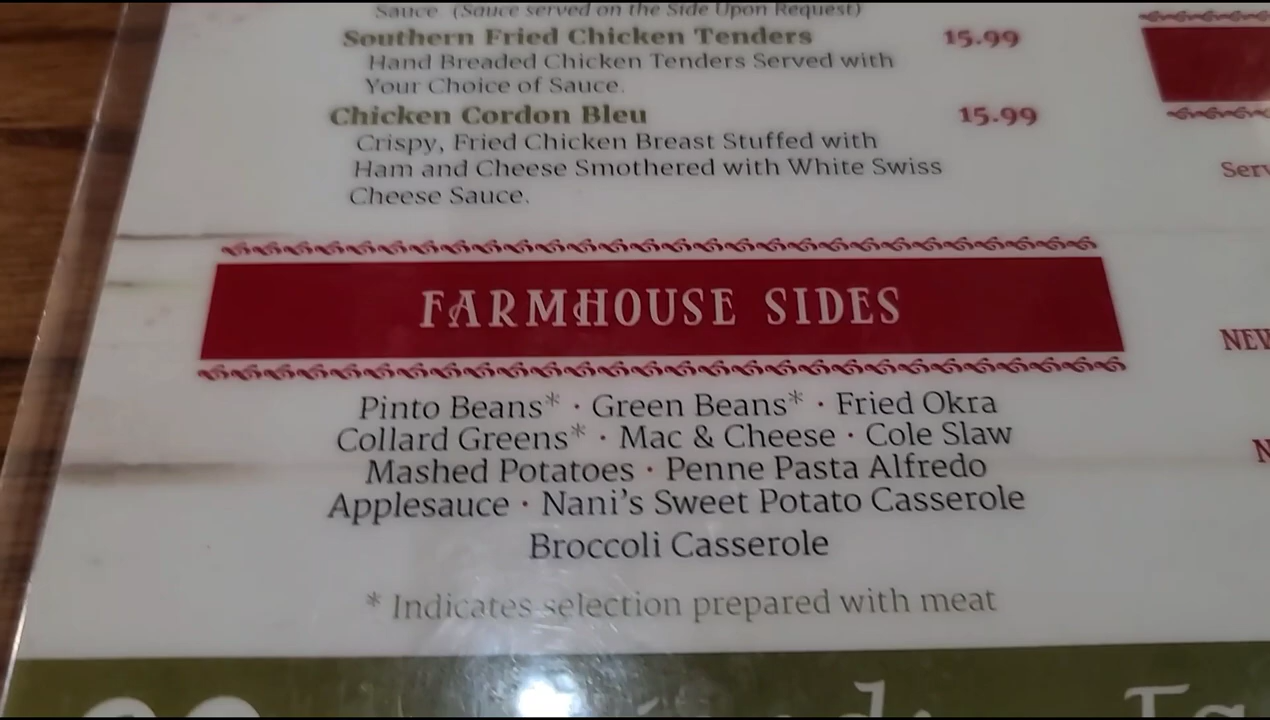 Sauce (Sauce served on the Side Upon Request)
Southern Fried Chicken Tenders 15.99
Hand Breaded Chicken Tenders Served with
Your Choice of Sauce.
Chicken Cordon Bleu 15.99
Crispy, Fried Chicken Breast Stuffed with
Ham and Cheese Smothered with White Swiss
Cheese Sauce.
FARMHOUSE SIDES
Pinto Beans* · Green Beans* · Fried Okra
Collard Greens* · Mac & Cheese · Cole Slaw
Mashed Potatoes · Penne Pasta Alfredo
Applesauce · Nani's Sweet Potato Casserole
Broccoli Casserole
* Indicates selection prepared with meat